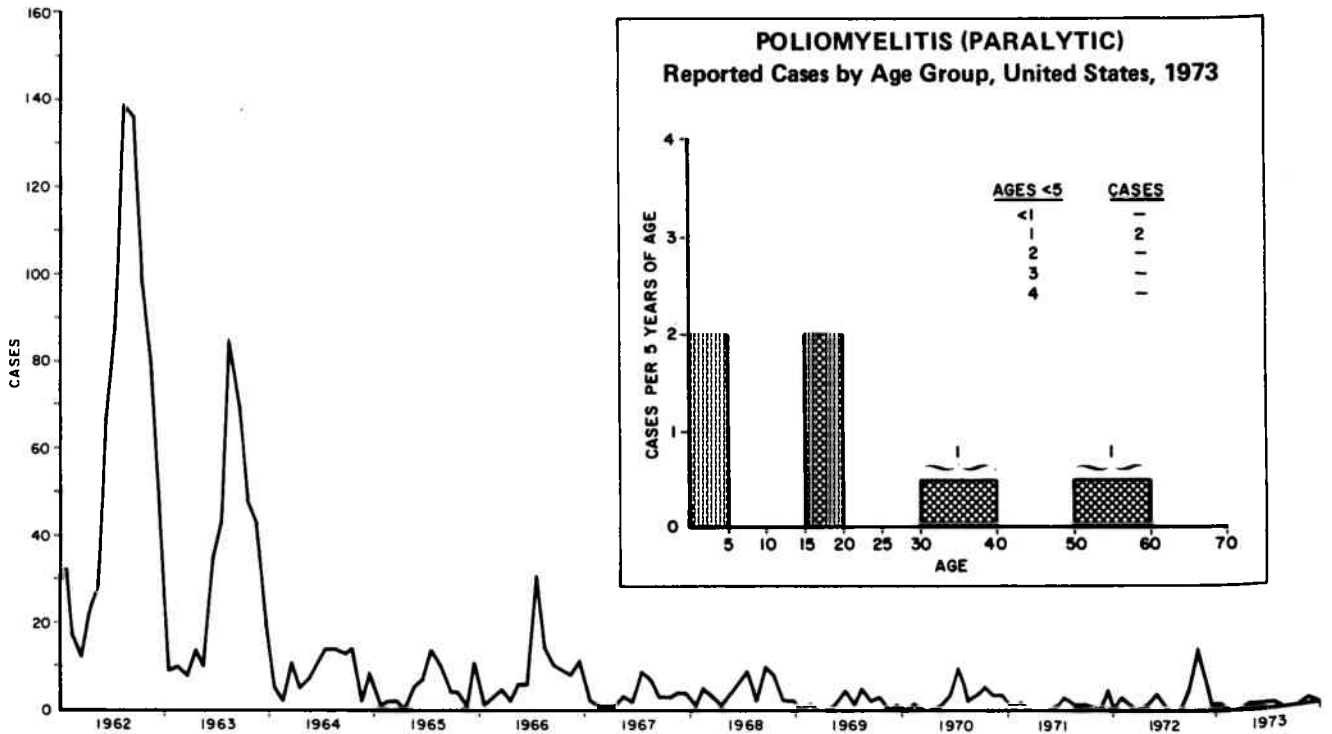 160
140
120
100
80
60
40
20
0
CASES
1962 1963 1964 1965 1966 1967 1968 1969 1970 1971 1972 1973
POLIOMYELITIS (PARALYTIC)
Reported Cases by Age Group, United States, 1973
4
3
2
1
0
CASES PER 5 YEARS OF AGE
AGES <5 CASES
<1 –
1 2
2 –
3 –
4 –
1 1
5 10 15 20 25 30 40 50 60 70
AGE